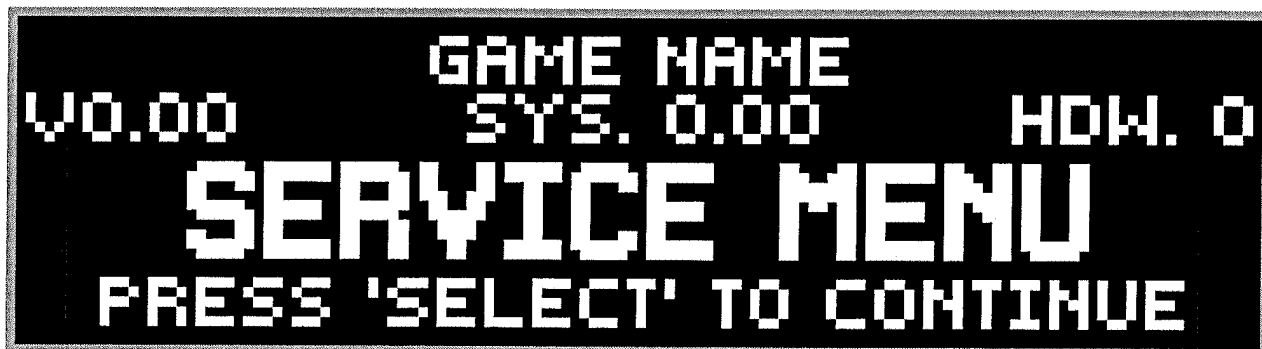 GAME NAME
V0.00 SYS. 0.00 HDW. 0
SERVICE MENU
PRESS 'SELECT' TO CONTINUE